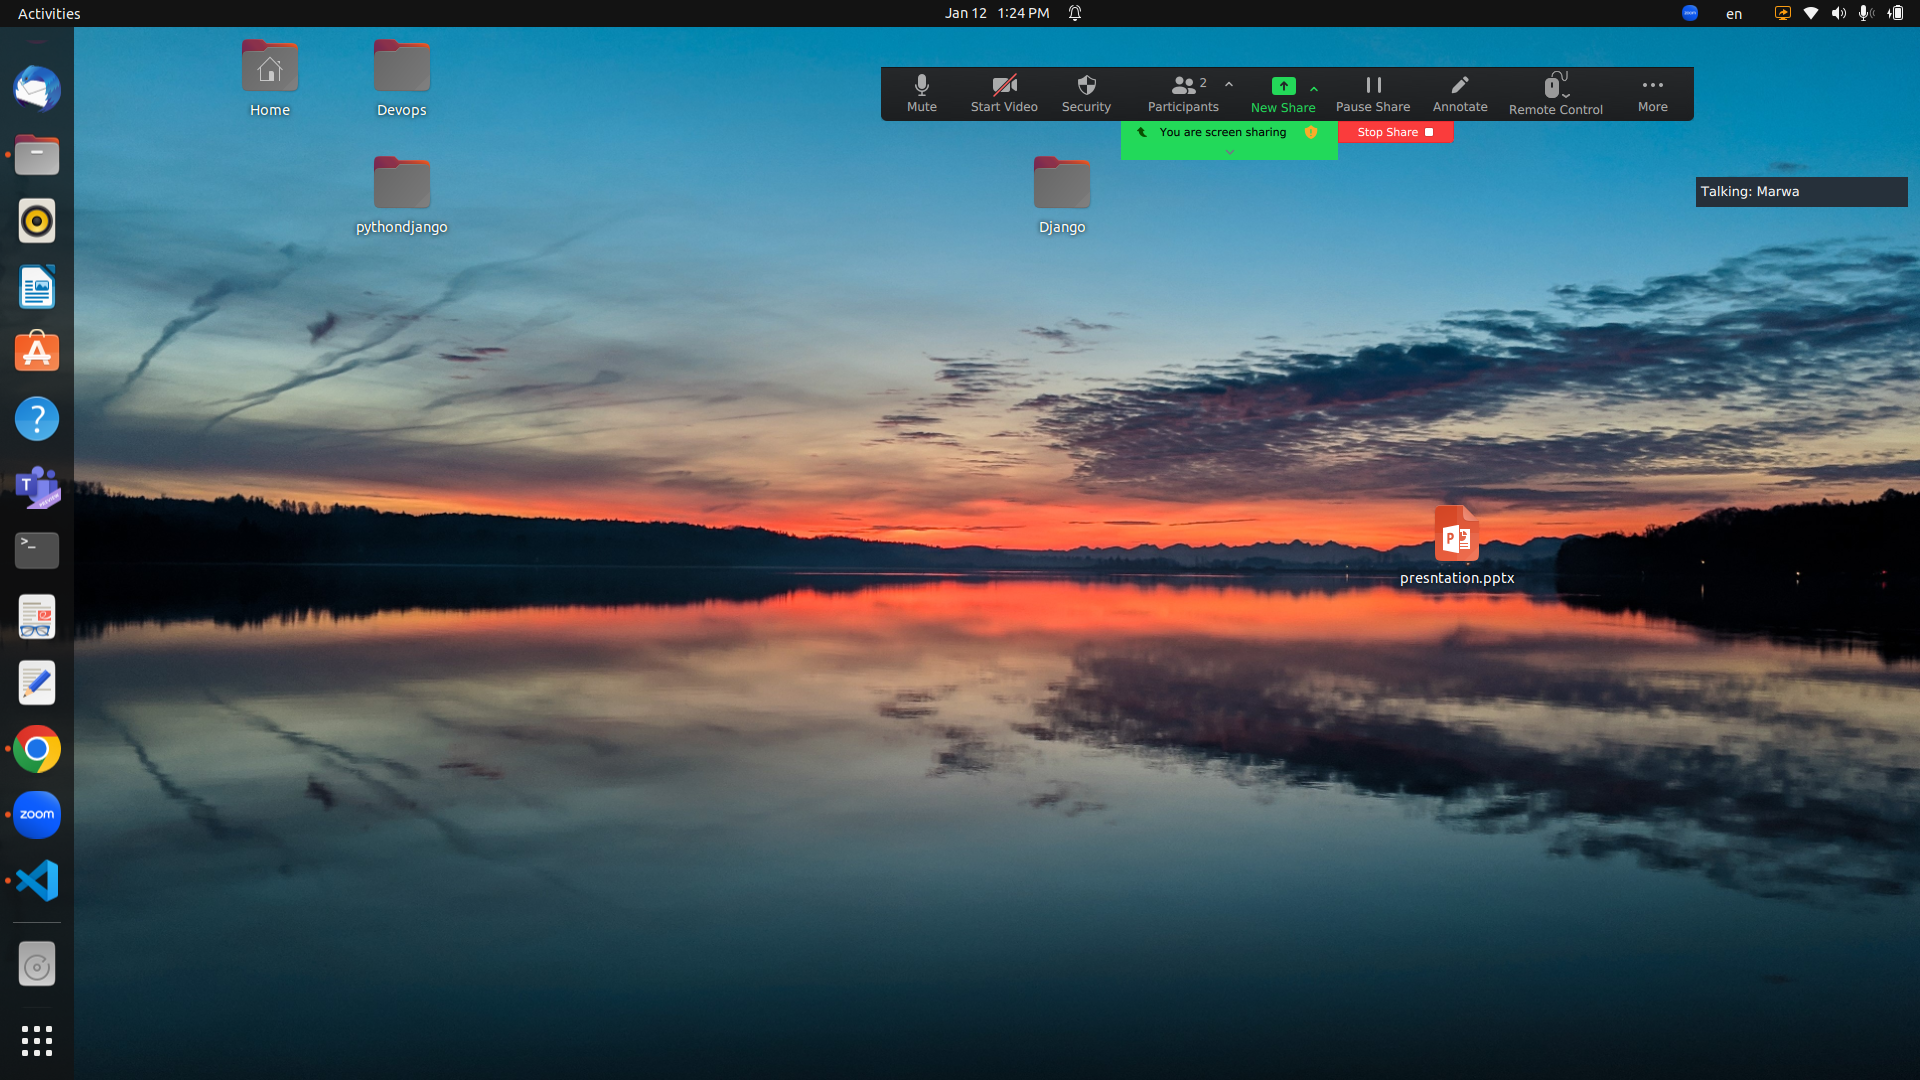 Activities
Jan 12 1:24 PM
zoom
en
Home
Devops
Mute
Start Video
Security
Participants
2
New Share
Pause Share
Annotate
Remote Control
More
You are screen sharing
Stop Share
Talking: Marwa
pythondjango
Django
presntation.pptx
zoom